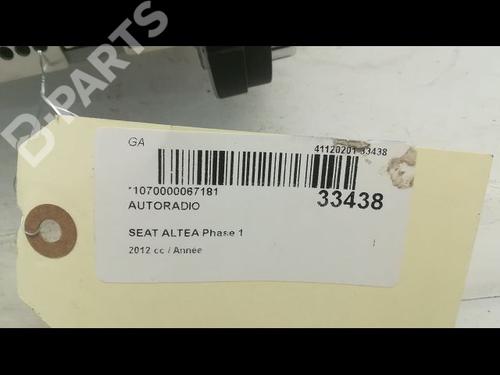 B-PARTS
GA
41120201-33438
*1070000067181
33438
AUTORADIO
SEAT ALTEA Phase 1
2012 cc / Année